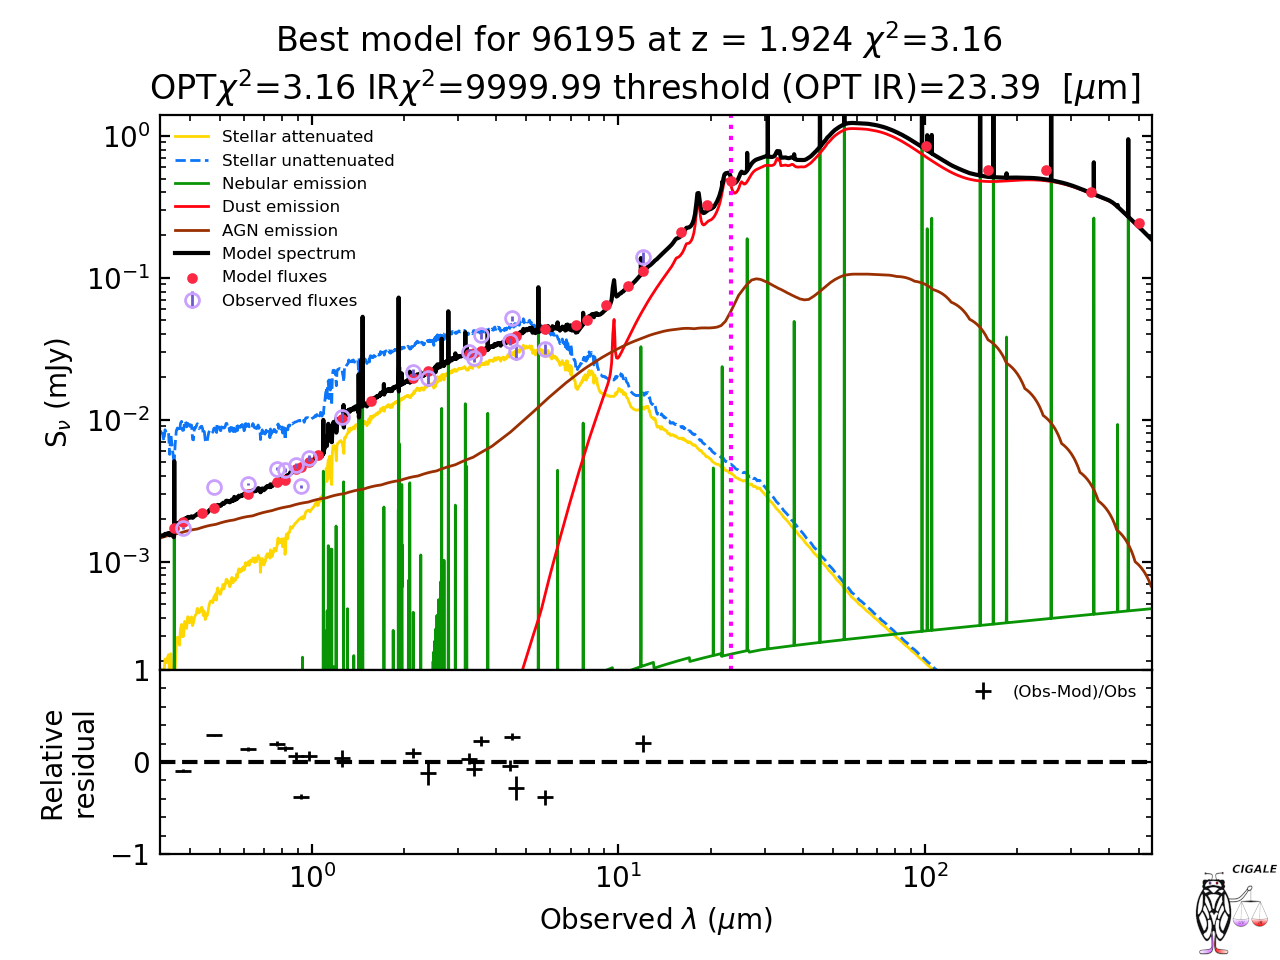 Best model for 96195 at z = 1.924 χ²=3.16
OPTχ²=3.16 IRχ²=9999.99 threshold (OPT IR)=23.39 [μm]
Stellar attenuated
Stellar unattenuated
Nebular emission
Dust emission
AGN emission
Model spectrum
Model fluxes
Observed fluxes
10⁰
10⁻¹
10⁻²
10⁻³
S_ν (mJy)
(Obs-Mod)/Obs
1
0
−1
Relative
residual
10⁰ 10¹ 10²
Observed λ (μm)
CIGALE